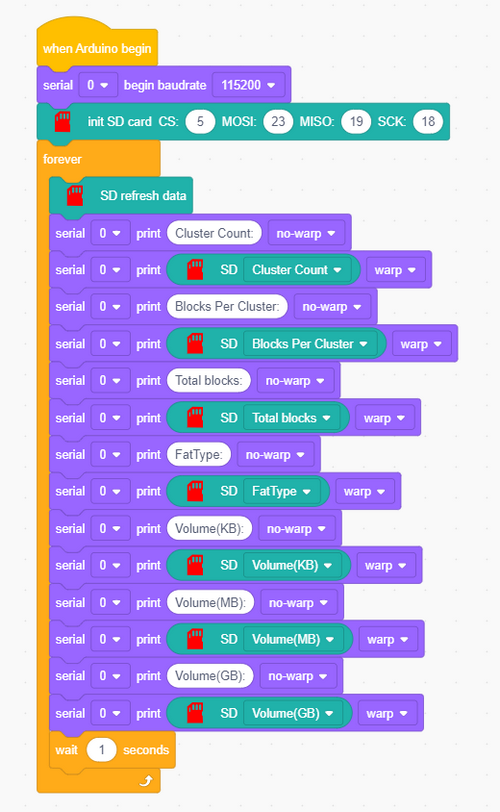 when Arduino begin
serial 0 begin baudrate 115200
init SD card CS: 5 MOSI: 23 MISO: 19 SCK: 18
forever
SD refresh data
serial 0 print Cluster Count: no-warp
serial 0 print SD Cluster Count warp
serial 0 print Blocks Per Cluster: no-warp
serial 0 print SD Blocks Per Cluster warp
serial 0 print Total blocks: no-warp
serial 0 print SD Total blocks warp
serial 0 print FatType: no-warp
serial 0 print SD FatType warp
serial 0 print Volume(KB): no-warp
serial 0 print SD Volume(KB) warp
serial 0 print Volume(MB): no-warp
serial 0 print SD Volume(MB) warp
serial 0 print Volume(GB): no-warp
serial 0 print SD Volume(GB) warp
wait 1 seconds